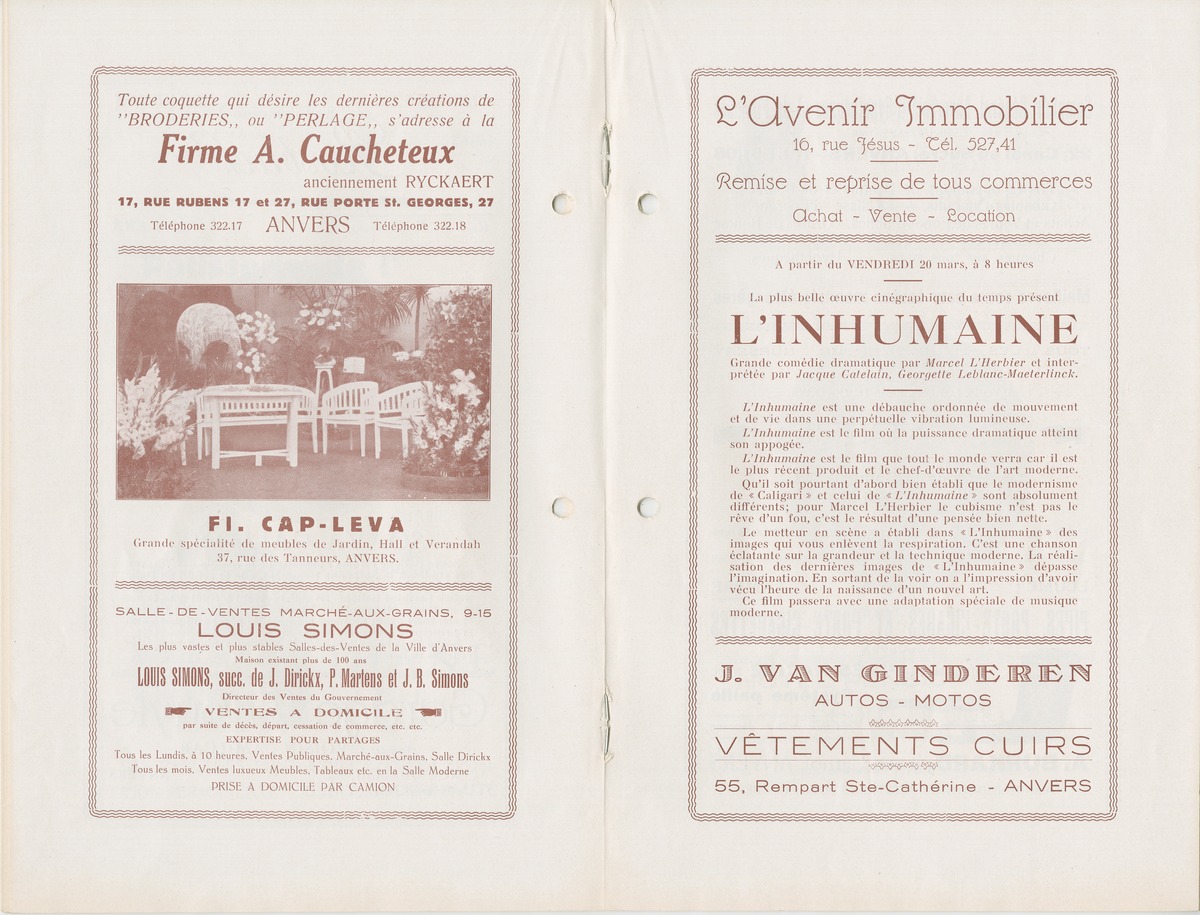 Toute coquette qui désire les dernières créations de
"BRODERIES,, ou "PERLAGE,, s'adresse à la
Firme A. Caucheteux
anciennement RYCKAERT
17, RUE RUBENS 17 et 27, RUE PORTE St. GEORGES, 27
Téléphone 322.17 ANVERS Téléphone 322.18
FI. CAP-LEVA
Grande spécialité de meubles de Jardin, Hall et Verandah
37, rue des Tanneurs, ANVERS.
SALLE-DE-VENTES MARCHÉ-AUX-GRAINS, 9-15
LOUIS SIMONS
Les plus vastes et plus stables Salles-des-Ventes de la Ville d'Anvers
Maison existant plus de 100 ans
LOUIS SIMONS, succ. de J. Dirickx, P. Martens et J. B. Simons
Directeur des Ventes du Gouvernement
VENTES A DOMICILE
par suite de décès, départ, cessation de commerce, etc. etc.
EXPERTISE POUR PARTAGES
Tous les Lundis, à 10 heures, Ventes Publiques, Marché-aux-Grains, Salle Dirickx
Tous les mois, Ventes luxueux Meubles, Tableaux etc. en la Salle Moderne
PRISE A DOMICILE PAR CAMION
L'Avenir Immobilier
16, rue Jésus - Tél. 527,41
Remise et reprise de tous commerces
Achat - Vente - Location
A partir du VENDREDI 20 mars, à 8 heures
La plus belle œuvre cinégraphique du temps présent
L'INHUMAINE
Grande comédie dramatique par Marcel L'Herbier et inter-
prétée par Jacque Catelain, Georgette Leblanc-Maeterlinck.
L'Inhumaine est une débauche ordonnée de mouvement
et de vie dans une perpétuelle vibration lumineuse.
L'Inhumaine est le film où la puissance dramatique atteint
son appogée.
L'Inhumaine est le film que tout le monde verra car il est
le plus récent produit et le chef-d'œuvre de l'art moderne.
Qu'il soit pourtant d'abord bien établi que le modernisme
de « Caligari » et celui de « L'Inhumaine » sont absolument
différents; pour Marcel L'Herbier le cubisme n'est pas le
rêve d'un fou, c'est le résultat d'une pensée bien nette.
Le metteur en scène a établi dans « L'Inhumaine » des
images qui vous enlèvent la respiration. C'est une chanson
éclatante sur la grandeur et la technique moderne. La réali-
sation des dernières images de « L'Inhumaine » dépasse
l'imagination. En sortant de la voir on a l'impression d'avoir
vécu l'heure de la naissance d'un nouvel art.
Ce film passera avec une adaptation spéciale de musique
moderne.
J. VAN GINDEREN
AUTOS - MOTOS
VÊTEMENTS CUIRS
55, Rempart Ste-Cathérine - ANVERS